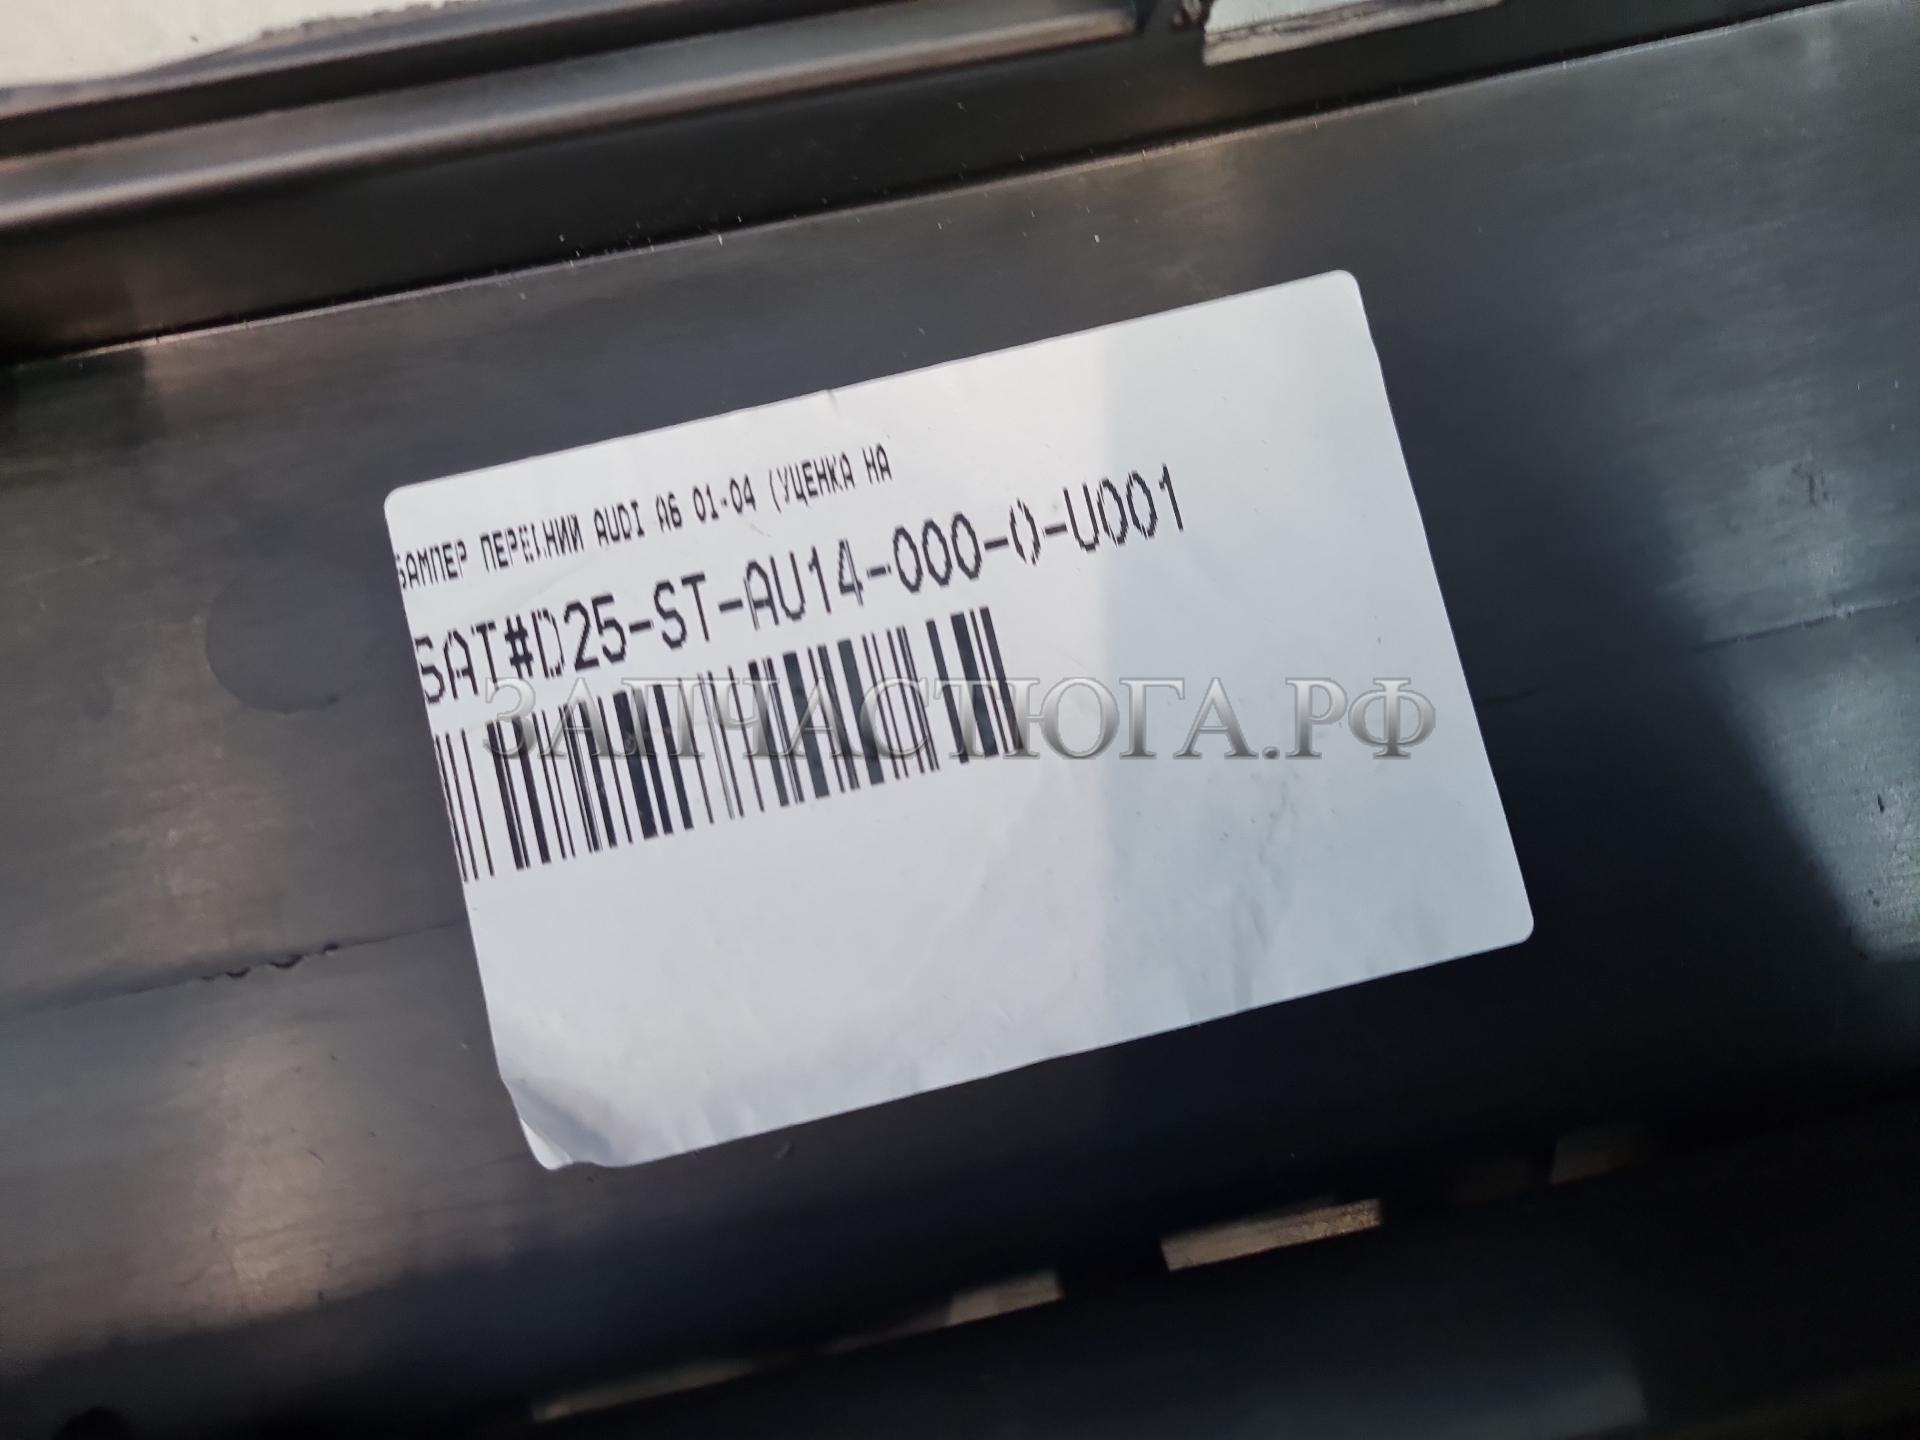 БАМПЕР ПЕРЕДНИЙ AUDI A6 01-04 (УЦЕНКА НА
SAT#D25-ST-AU14-000-0-U001
ЗАПЧАСТЮГА.РФ